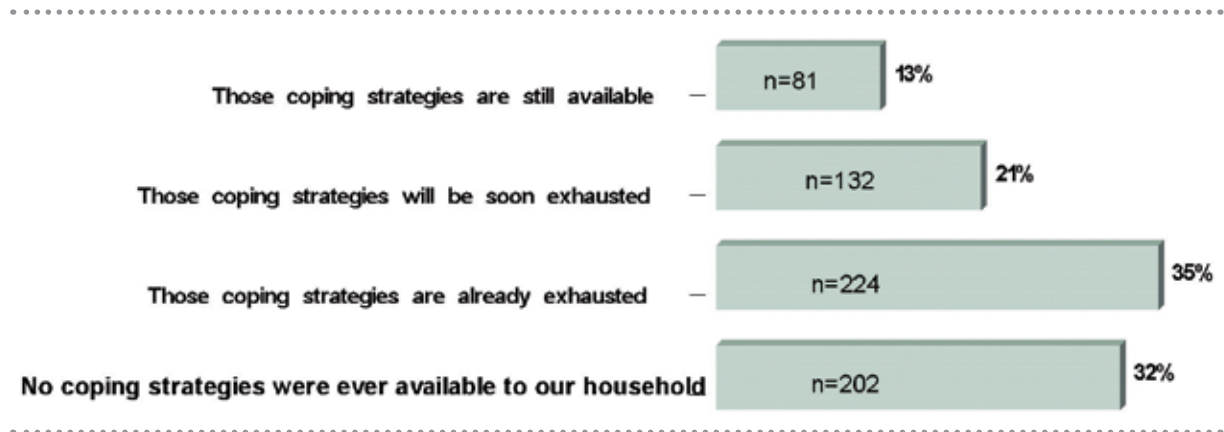 Those coping strategies are still available
n=81
13%
Those coping strategies will be soon exhausted
n=132
21%
Those coping strategies are already exhausted
n=224
35%
No coping strategies were ever available to our household
n=202
32%